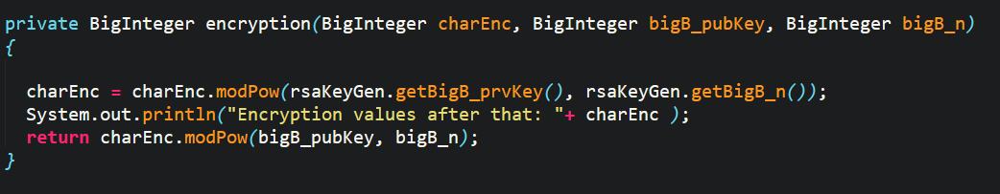 private BigInteger encryption(BigInteger charEnc, BigInteger bigB_pubKey, BigInteger bigB_n)
{
charEnc = charEnc.modPow(rsaKeyGen.getBigB_prvKey(), rsaKeyGen.getBigB_n());
System.out.println("Encryption values after that: "+ charEnc );
return charEnc.modPow(bigB_pubKey, bigB_n);
}